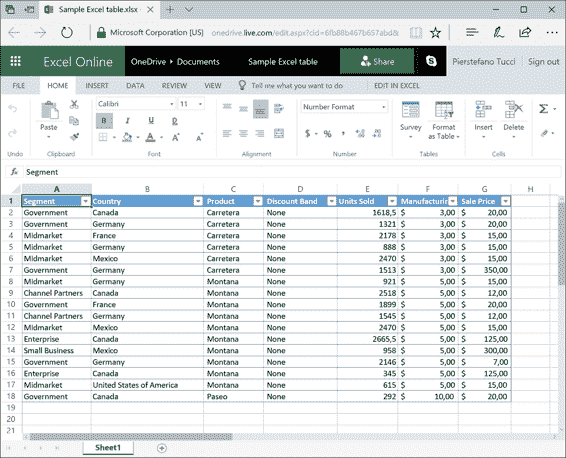 Sample Excel table.xlsx
Microsoft Corporation [US] onedrive.live.com/edit.aspx?cid=6fb88b467b657abd&
Excel Online OneDrive Documents Sample Excel table Share Pierstefano Tucci Sign out
FILE HOME INSERT DATA REVIEW VIEW Tell me what you want to do EDIT IN EXCEL
Calibri 11 Number Format
Paste B I U D Survey Format as Table Insert Delete
Undo Clipboard Font Alignment Number Tables Cells
fx Segment
A B C D E F G H
1 Segment Country Product Discount Band Units Sold Manufacturin Sale Price
2 Government Canada Carretera None 1618,5 $ 3,00 $ 20,00
3 Government Germany Carretera None 1321 $ 3,00 $ 20,00
4 Midmarket France Carretera None 2178 $ 3,00 $ 15,00
5 Midmarket Germany Carretera None 888 $ 3,00 $ 15,00
6 Midmarket Mexico Carretera None 2470 $ 3,00 $ 15,00
7 Government Germany Carretera None 1513 $ 3,00 $ 350,00
8 Midmarket Germany Montana None 921 $ 5,00 $ 15,00
9 Channel Partners Canada Montana None 2518 $ 5,00 $ 12,00
10 Government France Montana None 1899 $ 5,00 $ 20,00
11 Channel Partners Germany Montana None 1545 $ 5,00 $ 12,00
12 Midmarket Mexico Montana None 2470 $ 5,00 $ 15,00
13 Enterprise Canada Montana None 2665,5 $ 5,00 $ 125,00
14 Small Business Mexico Montana None 958 $ 5,00 $ 300,00
15 Government Germany Montana None 2146 $ 5,00 $ 7,00
16 Enterprise Canada Montana None 345 $ 5,00 $ 125,00
17 Midmarket United States of America Montana None 615 $ 5,00 $ 15,00
18 Government Canada Paseo None 292 $ 10,00 $ 20,00
19
20
21
Sheet1